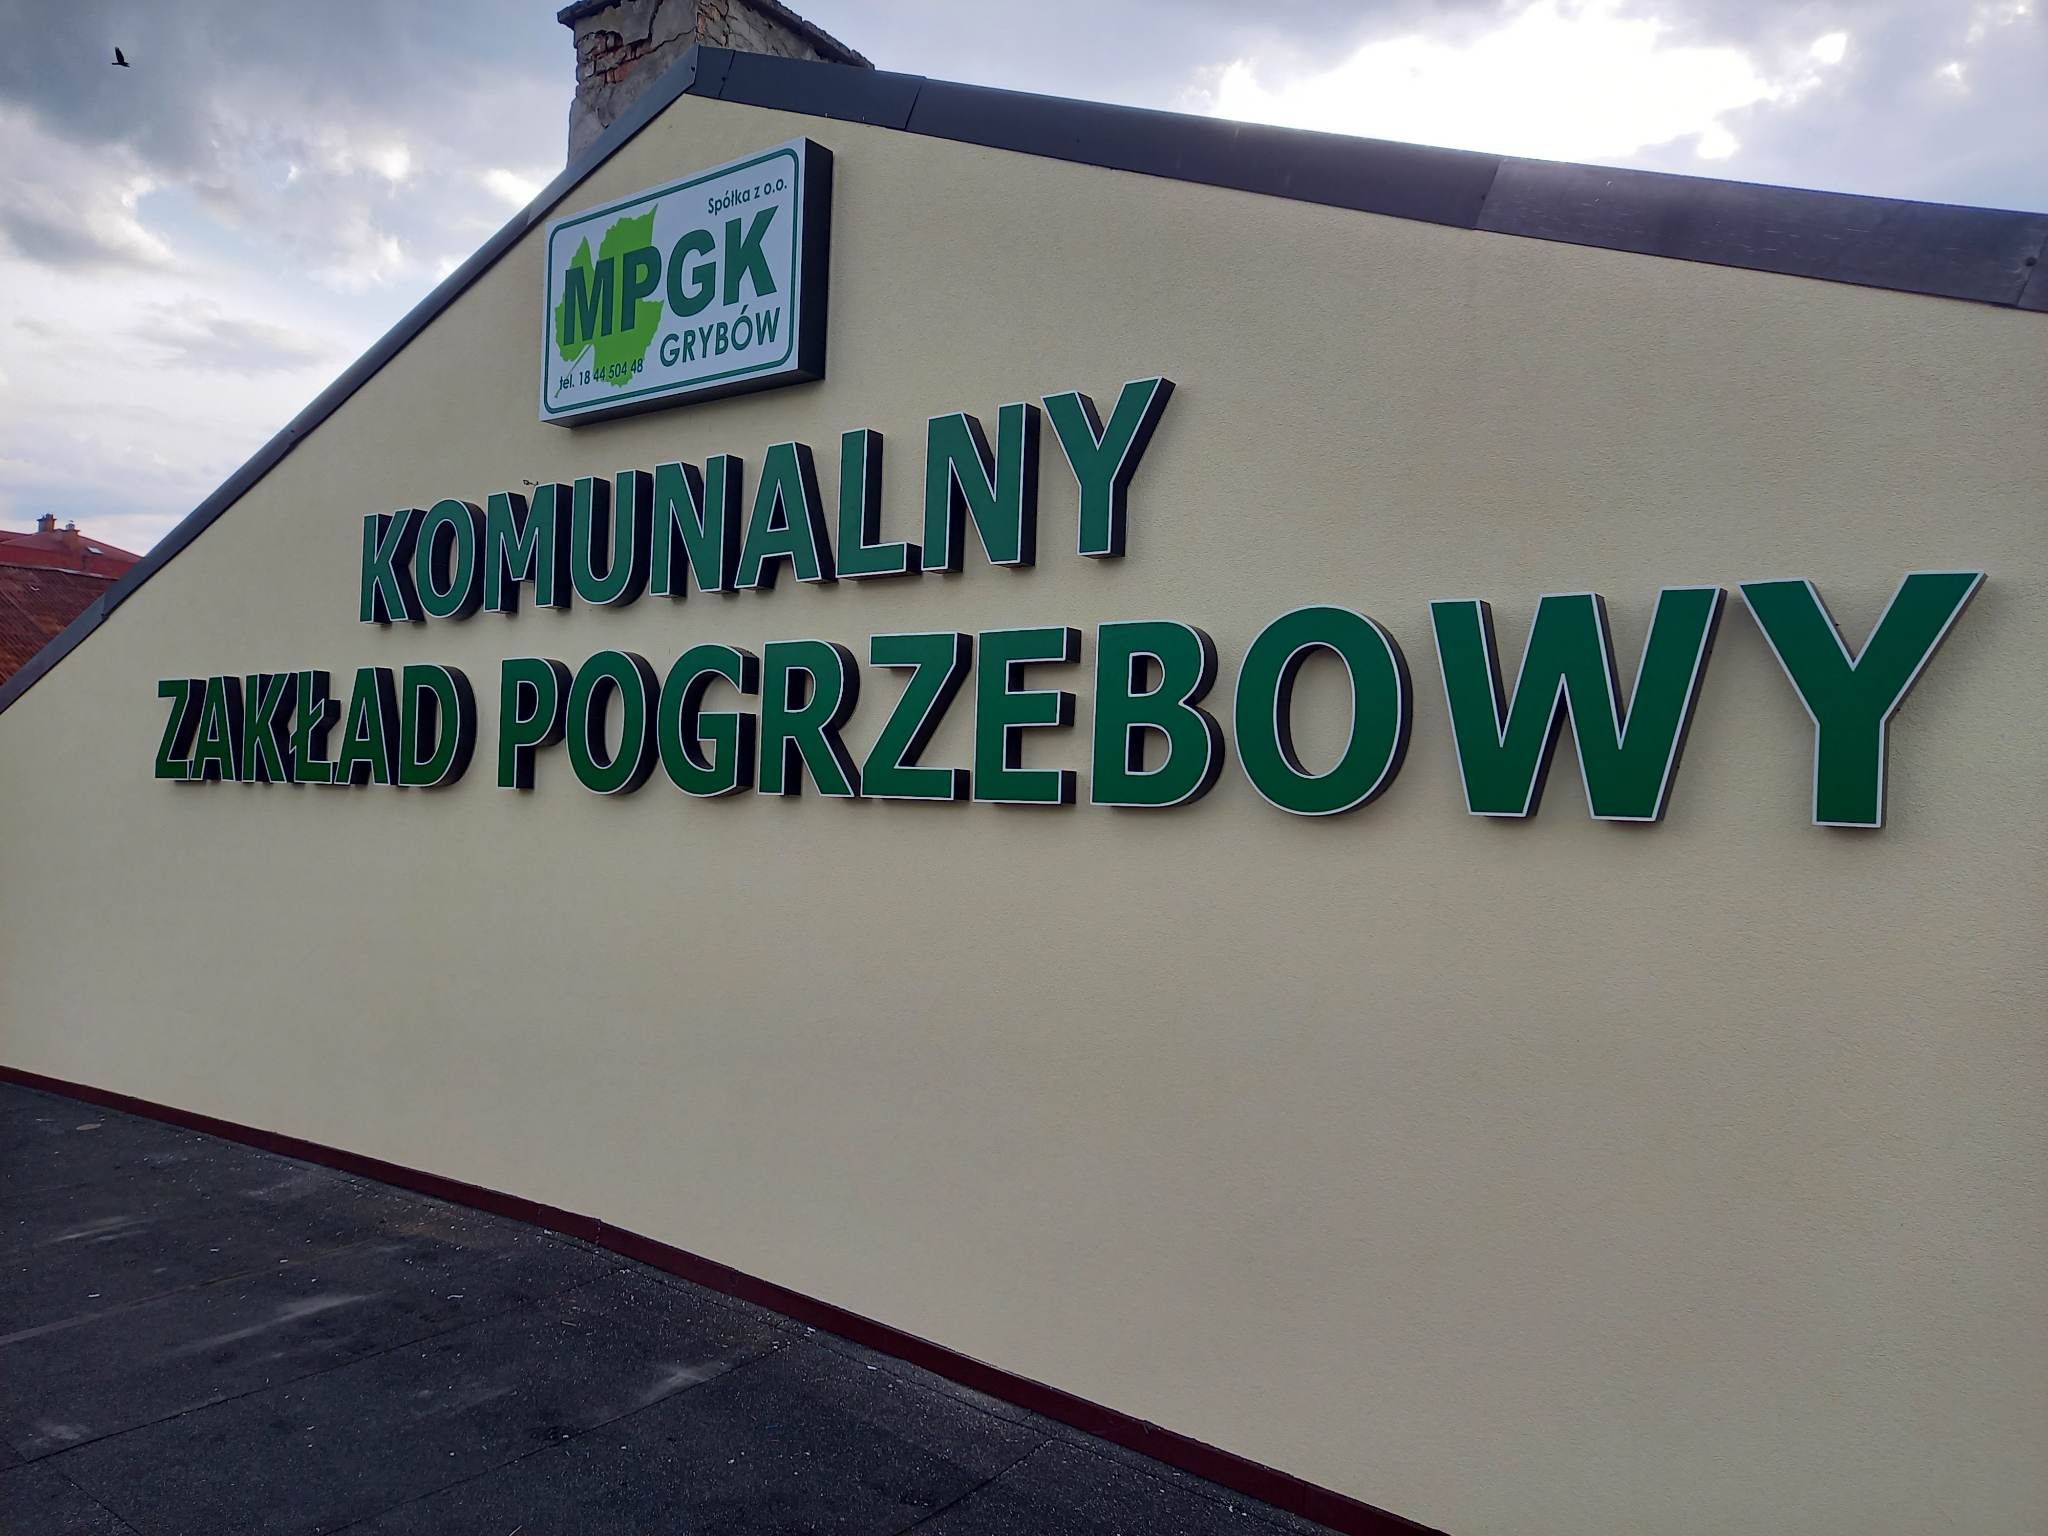 Spółka z o.o.
MPGK
GRYBÓW
tel. 18 44 504 48
KOMUNALNY
ZAKŁAD POGRZEBOWY